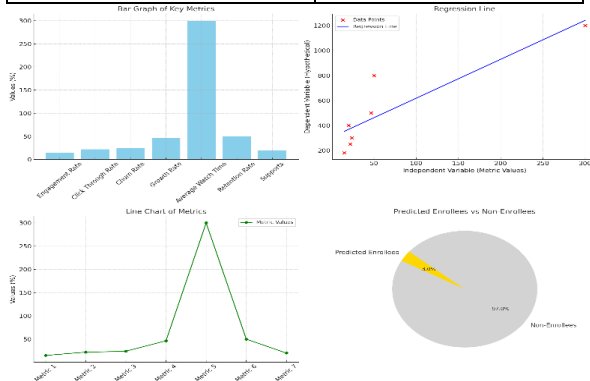 Bar Graph of Key Metrics
Values (%)
300
250
200
150
100
50
0
Engagement Rate
Click Through Rate
Churn Rate
Growth Rate
Average Watch Time
Retention Rate
Supports
Regression Line
Data Points
Regression Line
Dependent Variable (Hypothetical)
1200
1000
800
600
400
200
50
100
150
200
250
300
Independent Variable (Metric Values)
Line Chart of Metrics
Metric Values
Values (%)
300
250
200
150
100
50
Metric 1
Metric 2
Metric 3
Metric 4
Metric 5
Metric 6
Metric 7
Predicted Enrollees vs Non Enrollees
Predicted Enrollees
3.0%
97.0%
Non-Enrollees